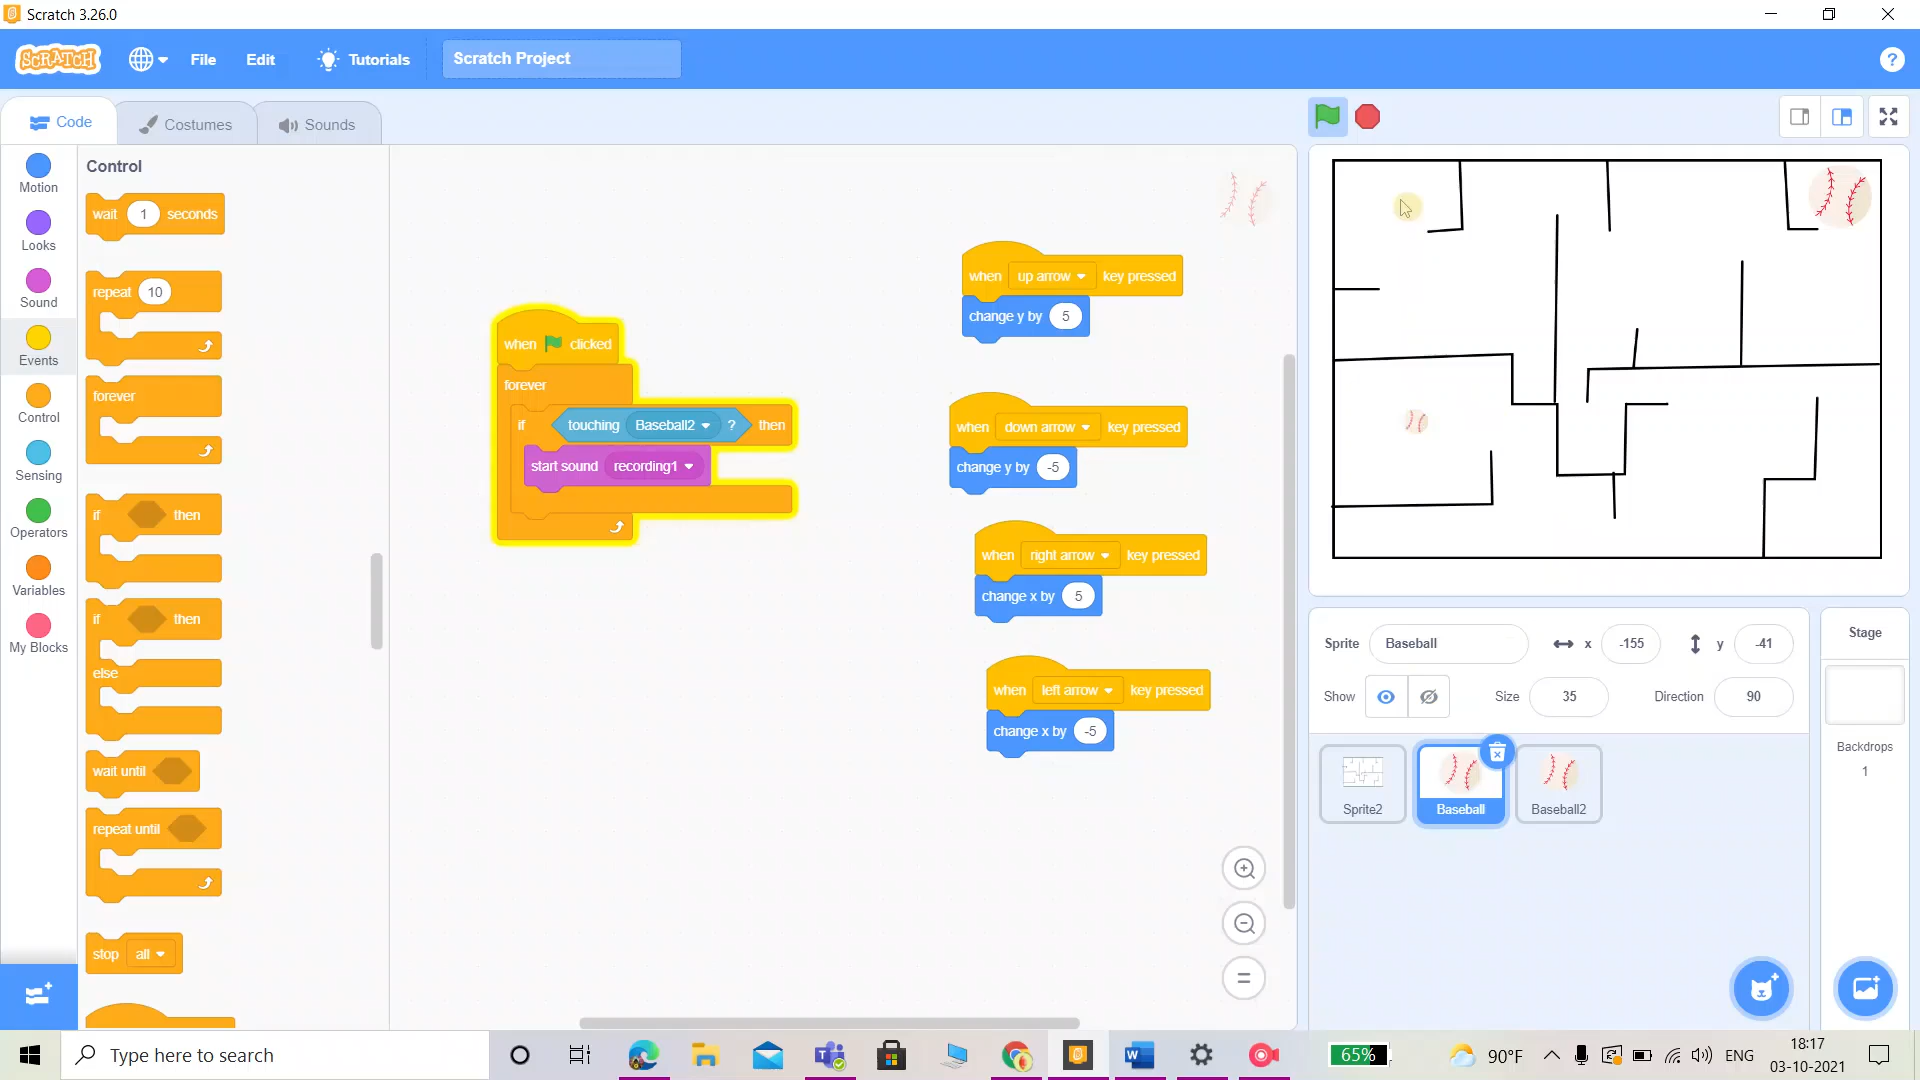 Scratch 3.26.0
SCRATCH
File
Edit
Tutorials
Scratch Project
?
Code
Costumes
Sounds
Motion
Looks
Sound
Events
Control
Sensing
Operators
Variables
My Blocks
Control
wait 1 seconds
repeat 10
forever
if then
if then
else
wait until
repeat until
stop all
when clicked
forever
if touching Baseball2 ? then
start sound recording1
when up arrow key pressed
change y by 5
when down arrow key pressed
change y by -5
when right arrow key pressed
change x by 5
when left arrow key pressed
change x by -5
Sprite Baseball x -155 y -41
Show Size 35 Direction 90
Sprite2
Baseball
Baseball2
Stage
Backdrops
1
Type here to search
65%
90°F
ENG
18:17
03-10-2021